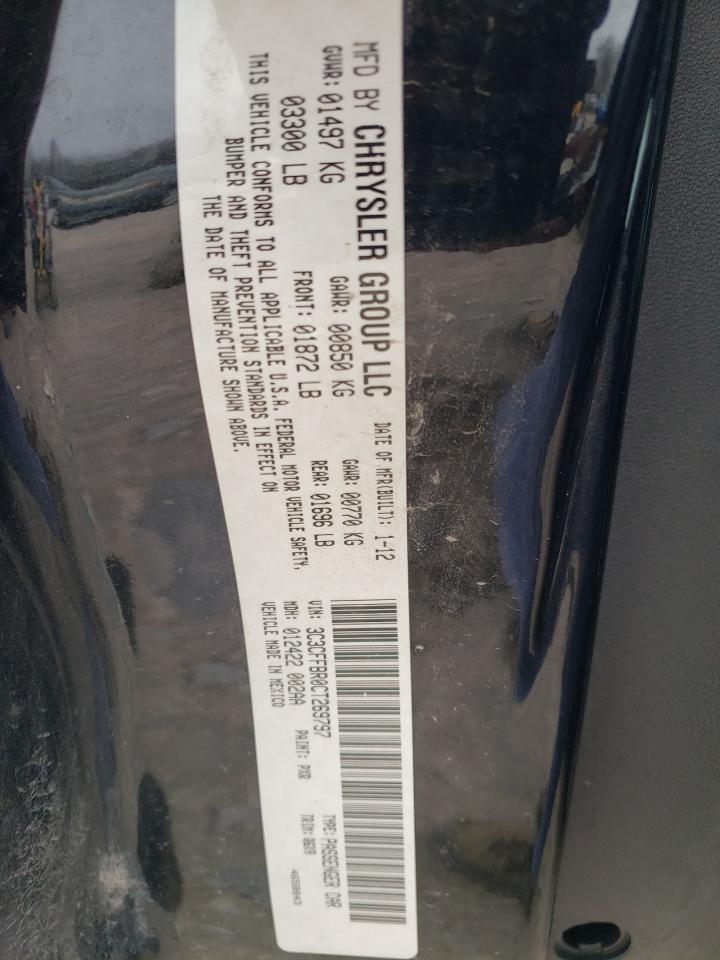 MFD BY CHRYSLER GROUP LLC DATE OF MFR(BUILT): 1-12
GVWR: 01497 KG GAWR: 00850 KG GAWR: 00770 KG
03300 LB FRONT: 01872 LB REAR: 01696 LB
THIS VEHICLE CONFORMS TO ALL APPLICABLE U.S.A. FEDERAL MOTOR VEHICLE SAFETY,
BUMPER AND THEFT PREVENTION STANDARDS IN EFFECT ON
THE DATE OF MANUFACTURE SHOWN ABOVE.
VIN: 3C3CFFBR0CT269797 TYPE: PASSENGER CAR
MDH: 012422 002AA PAINT: PXR TRIM: 06X9
VEHICLE MADE IN MEXICO 4650843